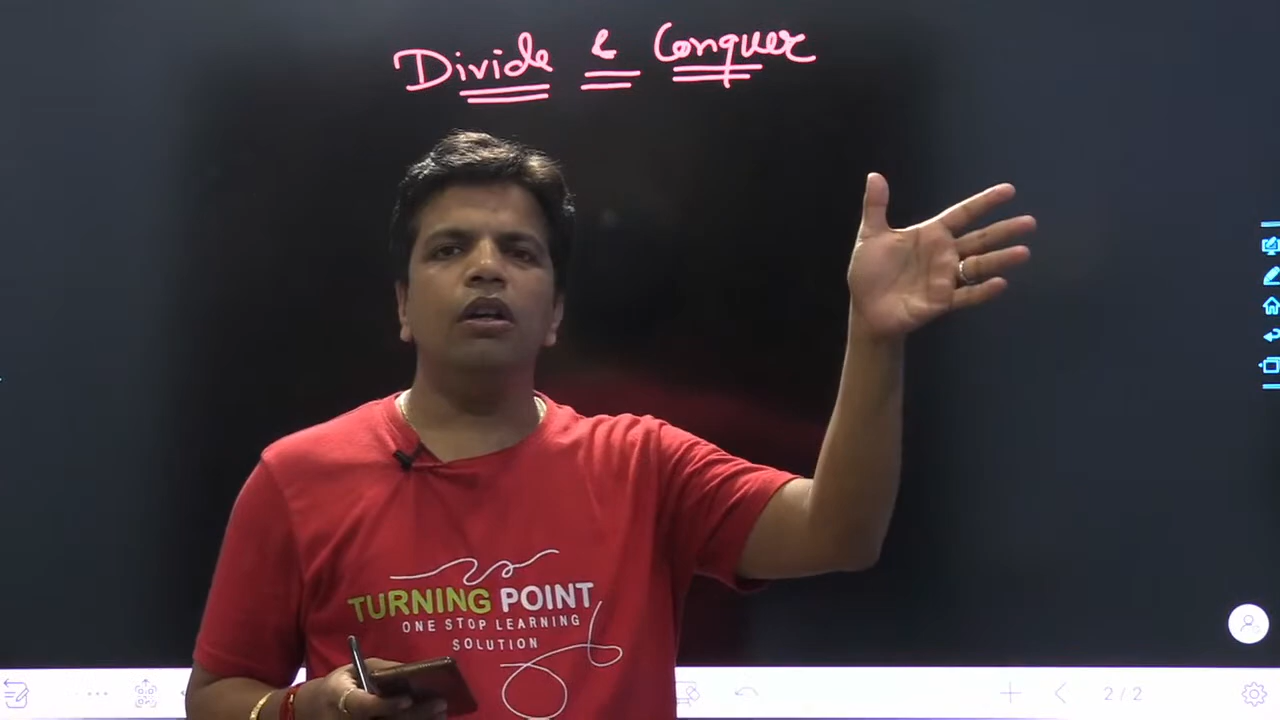 Divide & Conquer
TURNING POINT
ONE STOP LEARNING
SOLUTION
2/2